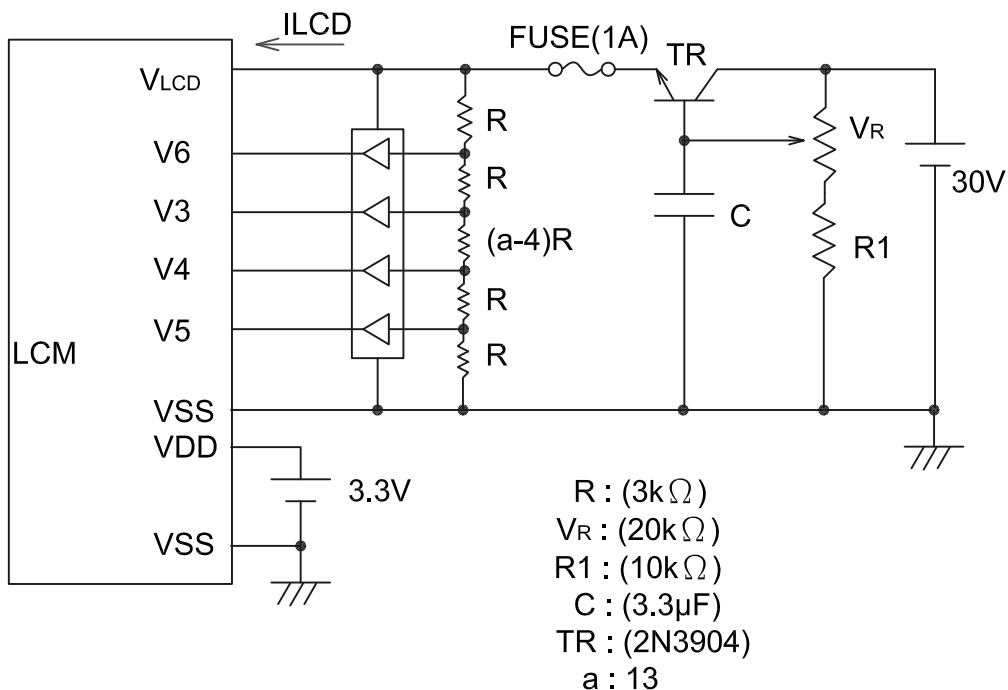 ILCD
FUSE(1A)
TR
VLCD
R
VR
V6
R
30V
V3
C
(a-4)R
R1
V4
R
V5
LCM
R
VSS
VDD
3.3V
VSS
R : (3kΩ)
VR : (20kΩ)
R1 : (10kΩ)
C : (3.3µF)
TR : (2N3904)
a : 13